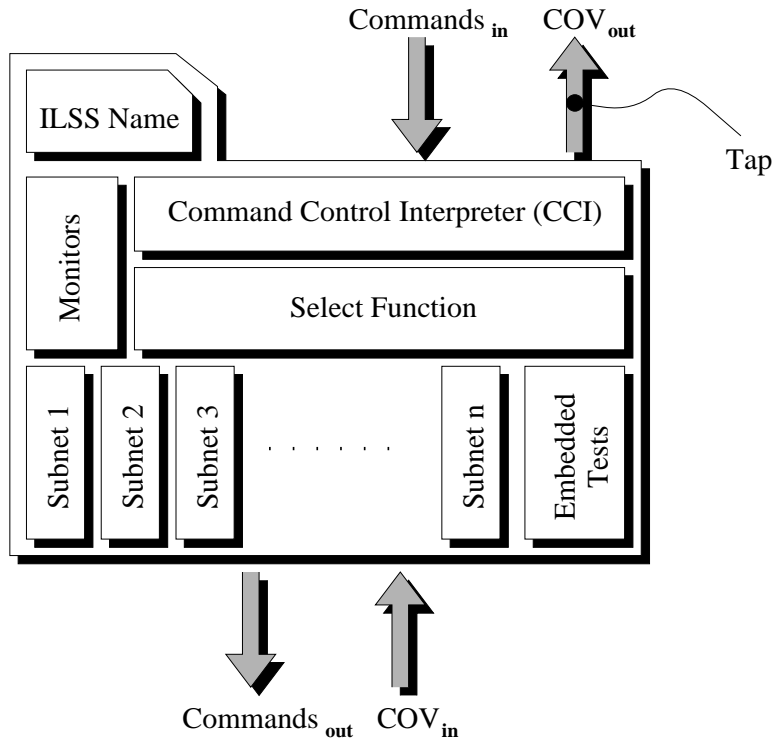 Commands in
COV out
ILSS Name
Tap
Monitors
Command Control Interpreter (CCI)
Select Function
Subnet 1
Subnet 2
Subnet 3
. . . . . .
Subnet n
Embedded
Tests
Commands out
COV in